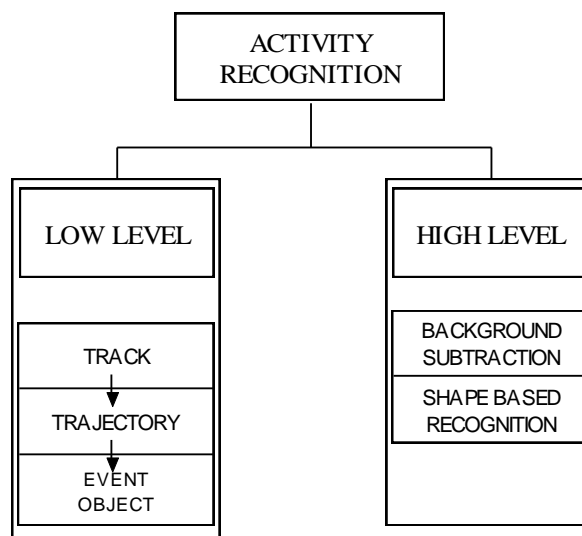 ACTIVITY
RECOGNITION
LOW LEVEL
TRACK
TRAJECTORY
EVENT
OBJECT
HIGH LEVEL
BACKGROUND
SUBTRACTION
SHAPE BASED
RECOGNITION